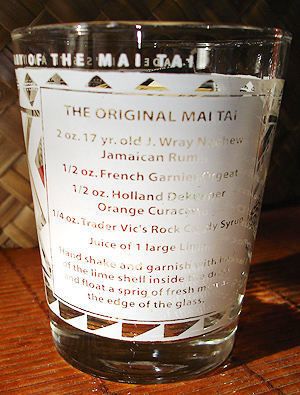 OF THE MAI TAI
THE ORIGINAL MAI TAI
2 oz. 17 yr. old J. Wray Nephew
Jamaican Rum
1/2 oz. French Garnier Orgeat
1/2 oz. Holland DeKuyper
Orange Curacao
1/4 oz. Trader Vic's Rock Candy Syrup
Juice of 1 large Lime
Hand shake and garnish with half
of the lime shell inside the drink
and float a sprig of fresh mint at
the edge of the glass.